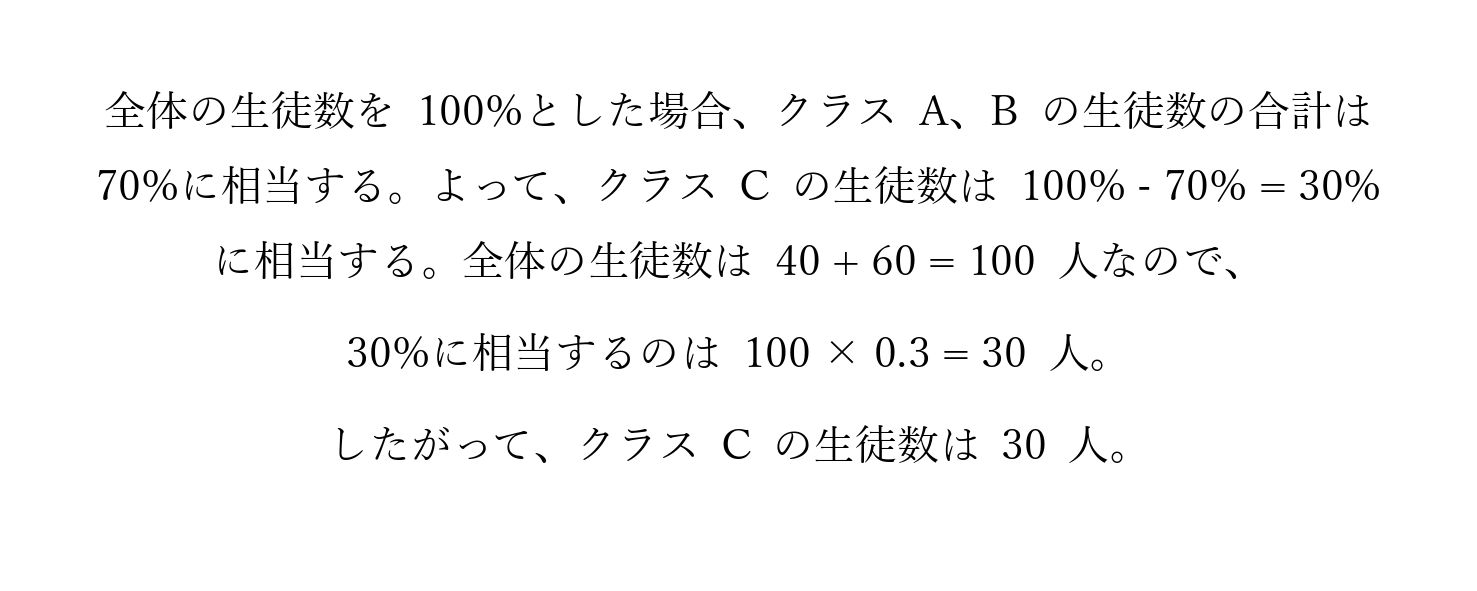 全体の生徒数を 100%とした場合、クラス A、B の生徒数の合計は
70%に相当する。よって、クラス C の生徒数は 100% - 70% = 30%
に相当する。全体の生徒数は 40 + 60 = 100 人なので、
30%に相当するのは 100 × 0.3 = 30 人。
したがって、クラス C の生徒数は 30 人。